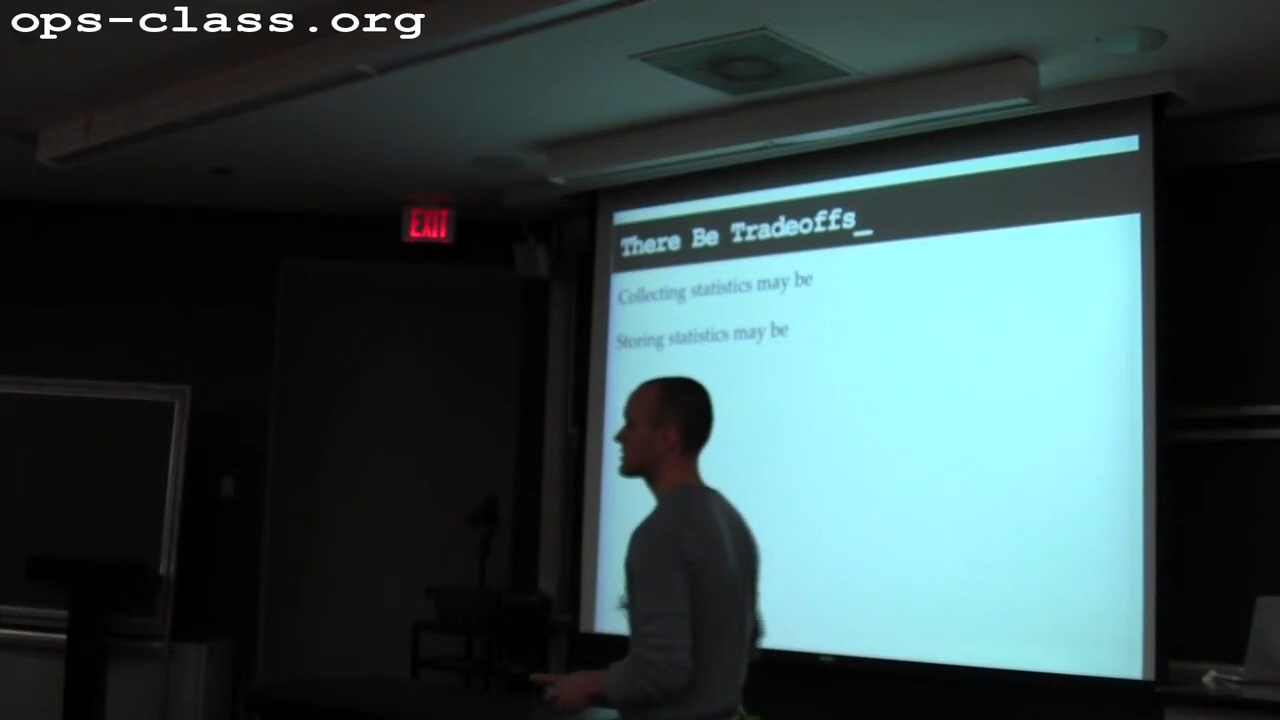 ops-class.org
EXIT
There Be Tradeoffs_
Collecting statistics may be
Storing statistics may be